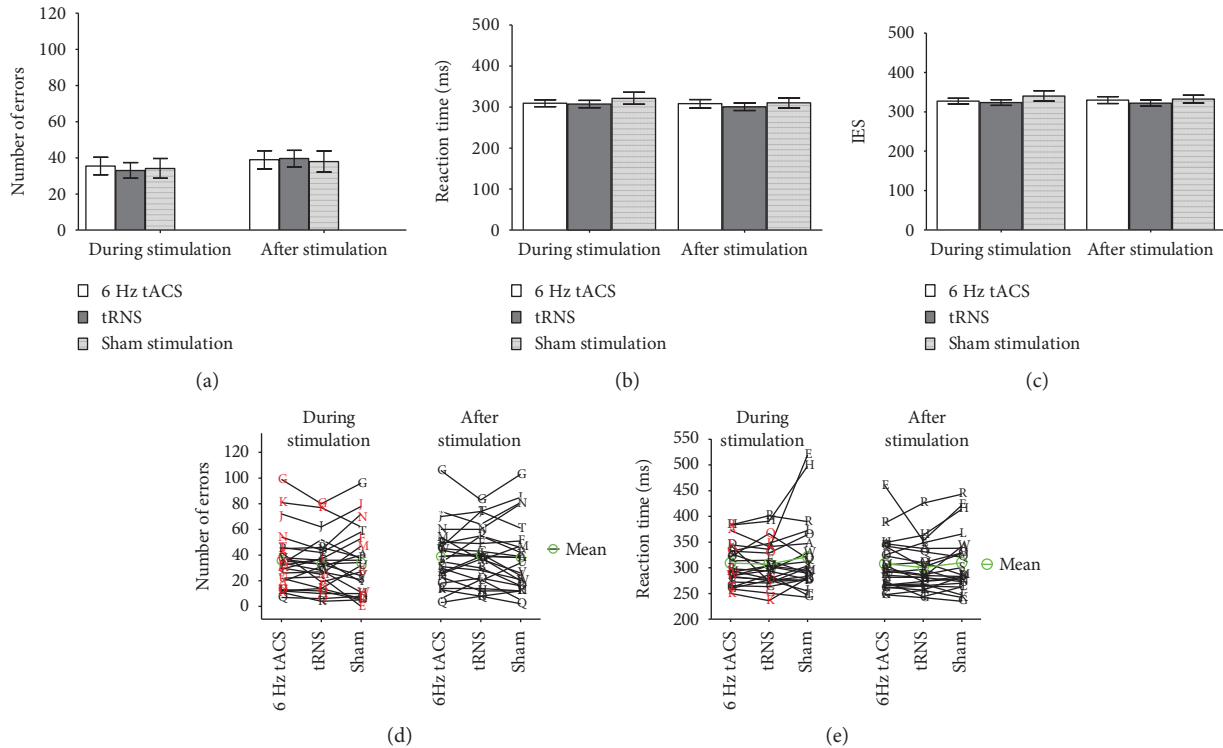 120
100
80
60
40
20
0
Number of errors
During stimulation
After stimulation
6 Hz tACS
tRNS
Sham stimulation
(a)
500
400
300
200
100
0
Reaction time (ms)
During stimulation
After stimulation
6 Hz tACS
tRNS
Sham stimulation
(b)
500
400
300
200
100
0
IES
During stimulation
After stimulation
6 Hz tACS
tRNS
Sham stimulation
(c)
During
stimulation
After
stimulation
120
100
80
60
40
20
0
Number of errors
6 Hz tACS
tRNS
Sham
6Hz tACS
tRNS
Sham
Mean
(d)
During
stimulation
After
stimulation
550
500
450
400
350
300
250
200
Reaction time (ms)
6 Hz tACS
tRNS
Sham
6Hz tACS
tRNS
Sham
Mean
(e)